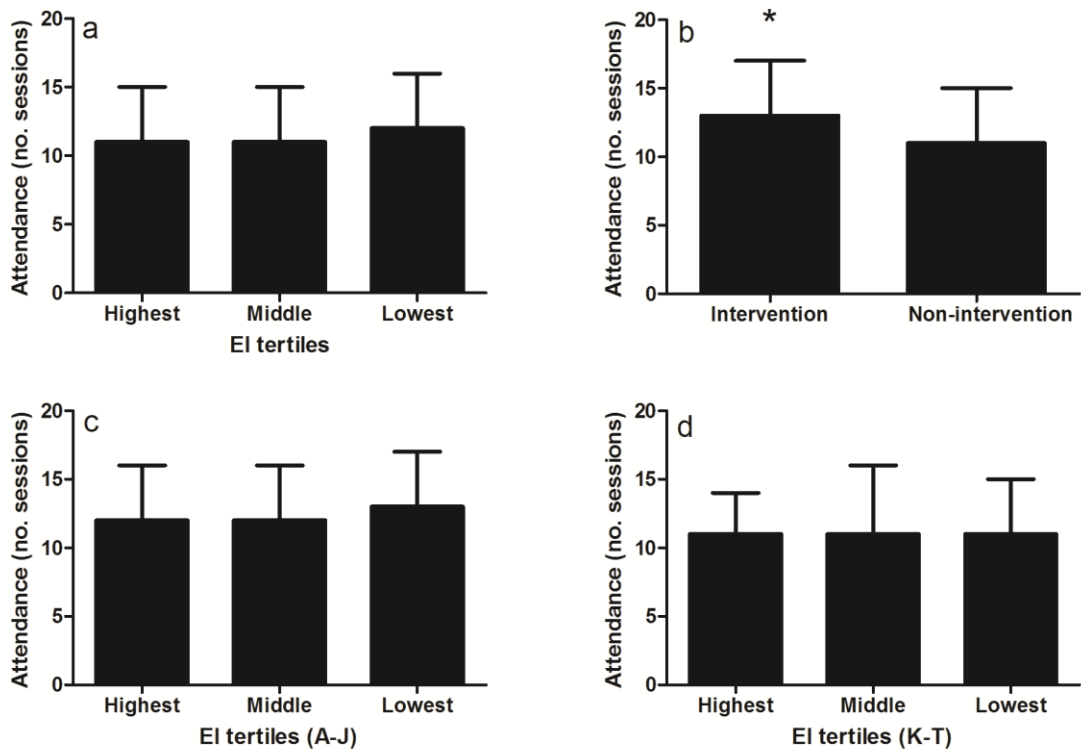 a
Attendance (no. sessions)
20
15
10
5
0
Highest Middle Lowest
EI tertiles
b
*
Attendance (no. sessions)
20
15
10
5
0
Intervention Non-intervention
c
Attendance (no. sessions)
20
15
10
5
0
Highest Middle Lowest
EI tertiles (A-J)
d
Attendance (no. sessions)
20
15
10
5
0
Highest Middle Lowest
EI tertiles (K-T)